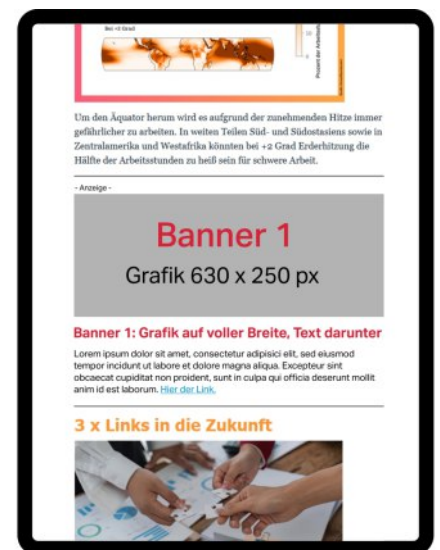 Bei +2 Grad
Um den Äquator herum wird es aufgrund der zunehmenden Hitze immer
gefährlicher zu arbeiten. In weiten Teilen Süd- und Südostasiens sowie in
Zentralamerika und Westafrika könnten bei +2 Grad Erderhitzung die
Hälfte der Arbeitsstunden zu heiß sein für schwere Arbeit.
- Anzeige -
Banner 1
Grafik 630 x 250 px
Banner 1: Grafik auf voller Breite, Text darunter
Lorem ipsum dolor sit amet, consectetur adipisici elit, sed eiusmod
tempor incidunt ut labore et dolore magna aliqua. Excepteur sint
obcaecat cupiditat non proident, sunt in culpa qui officia deserunt mollit
anim id est laborum. Hier der Link.
3 x Links in die Zukunft